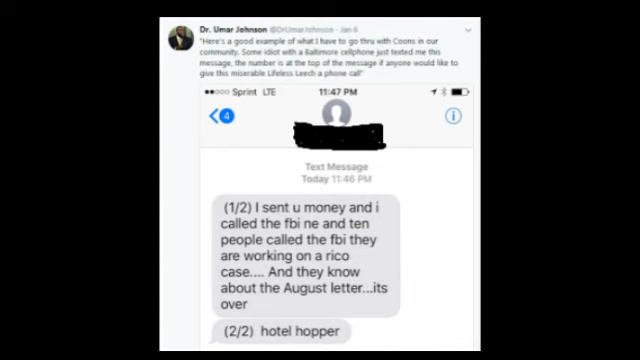 Dr. Umar Johnson @DrUmarJohnson · Jan 6
"Here's a good example of what I have to go thru with Coons in our
community. Some idiot with a Baltimore cellphone just texted me this
message, the number is at the top of the message if anyone would like to
give this miserable Lifeless Leech a phone call"
Sprint LTE 11:47 PM
4
Text Message
Today 11:46 PM
(1/2) I sent u money and i
called the fbi ne and ten
people called the fbi they
are working on a rico
case.... And they know
about the August letter...its
over
(2/2) hotel hopper